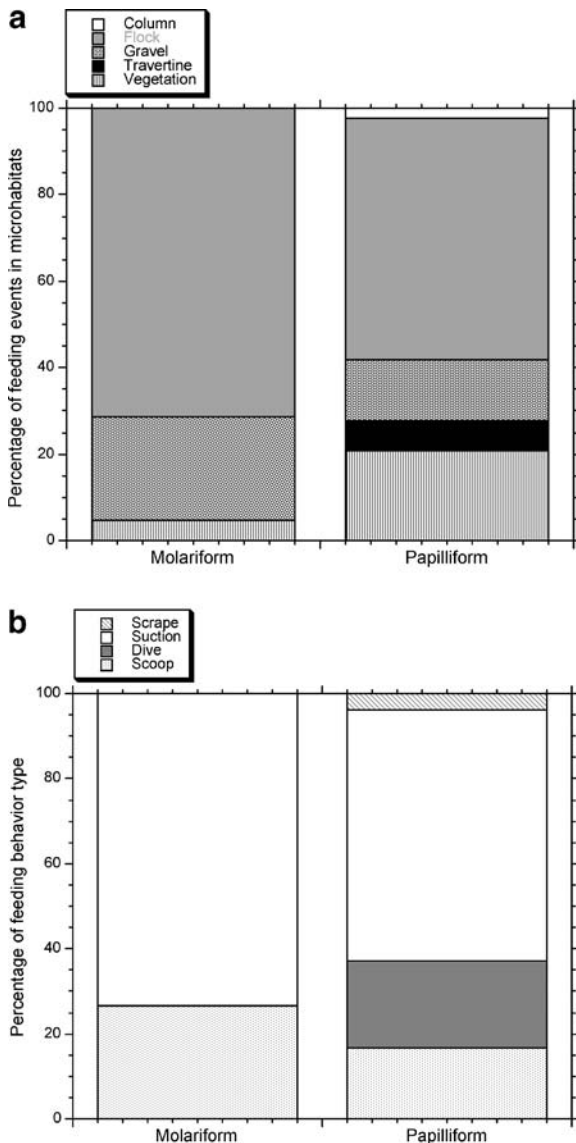 a
Column
Flock
Gravel
Travertine
Vegetation
Percentage of feeding events in microhabitats
100
80
60
40
20
0
Molariform
Papilliform
b
Scrape
Suction
Dive
Scoop
Percentage of feeding behavior type
100
80
60
40
20
0
Molariform
Papilliform